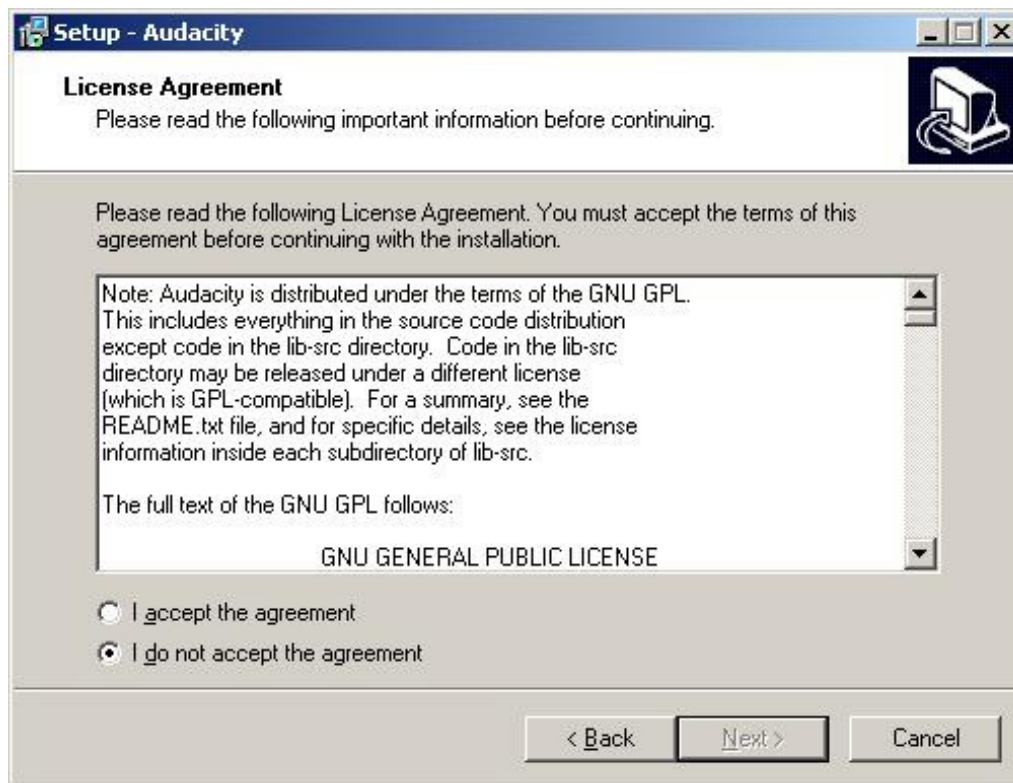 Setup - Audacity
License Agreement
Please read the following important information before continuing.
Please read the following License Agreement. You must accept the terms of this
agreement before continuing with the installation.
Note: Audacity is distributed under the terms of the GNU GPL.
This includes everything in the source code distribution
except code in the lib-src directory.  Code in the lib-src
directory may be released under a different license
(which is GPL-compatible).  For a summary, see the
README.txt file, and for specific details, see the license
information inside each subdirectory of lib-src.
The full text of the GNU GPL follows:
GNU GENERAL PUBLIC LICENSE
I accept the agreement
I do not accept the agreement
< Back Next > Cancel